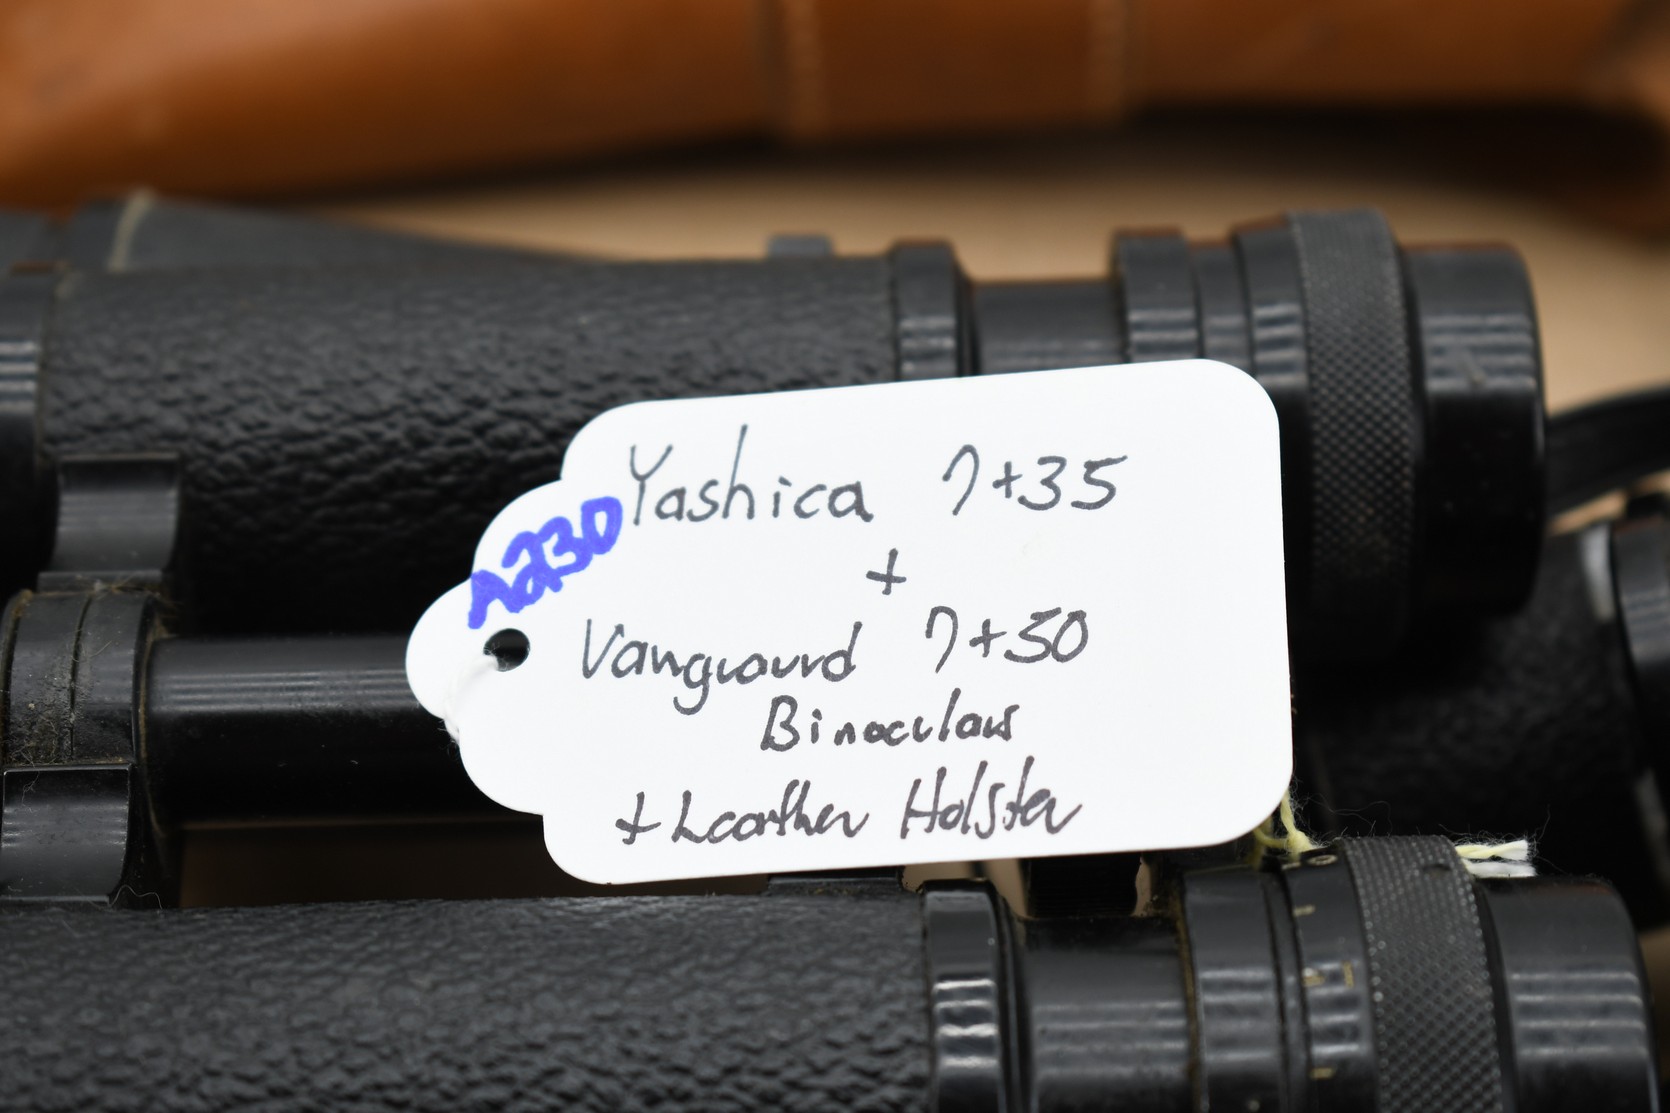 A230
Yashica 7+35
+
Vanguard 7+50
Binoculars
+ Leather Holster